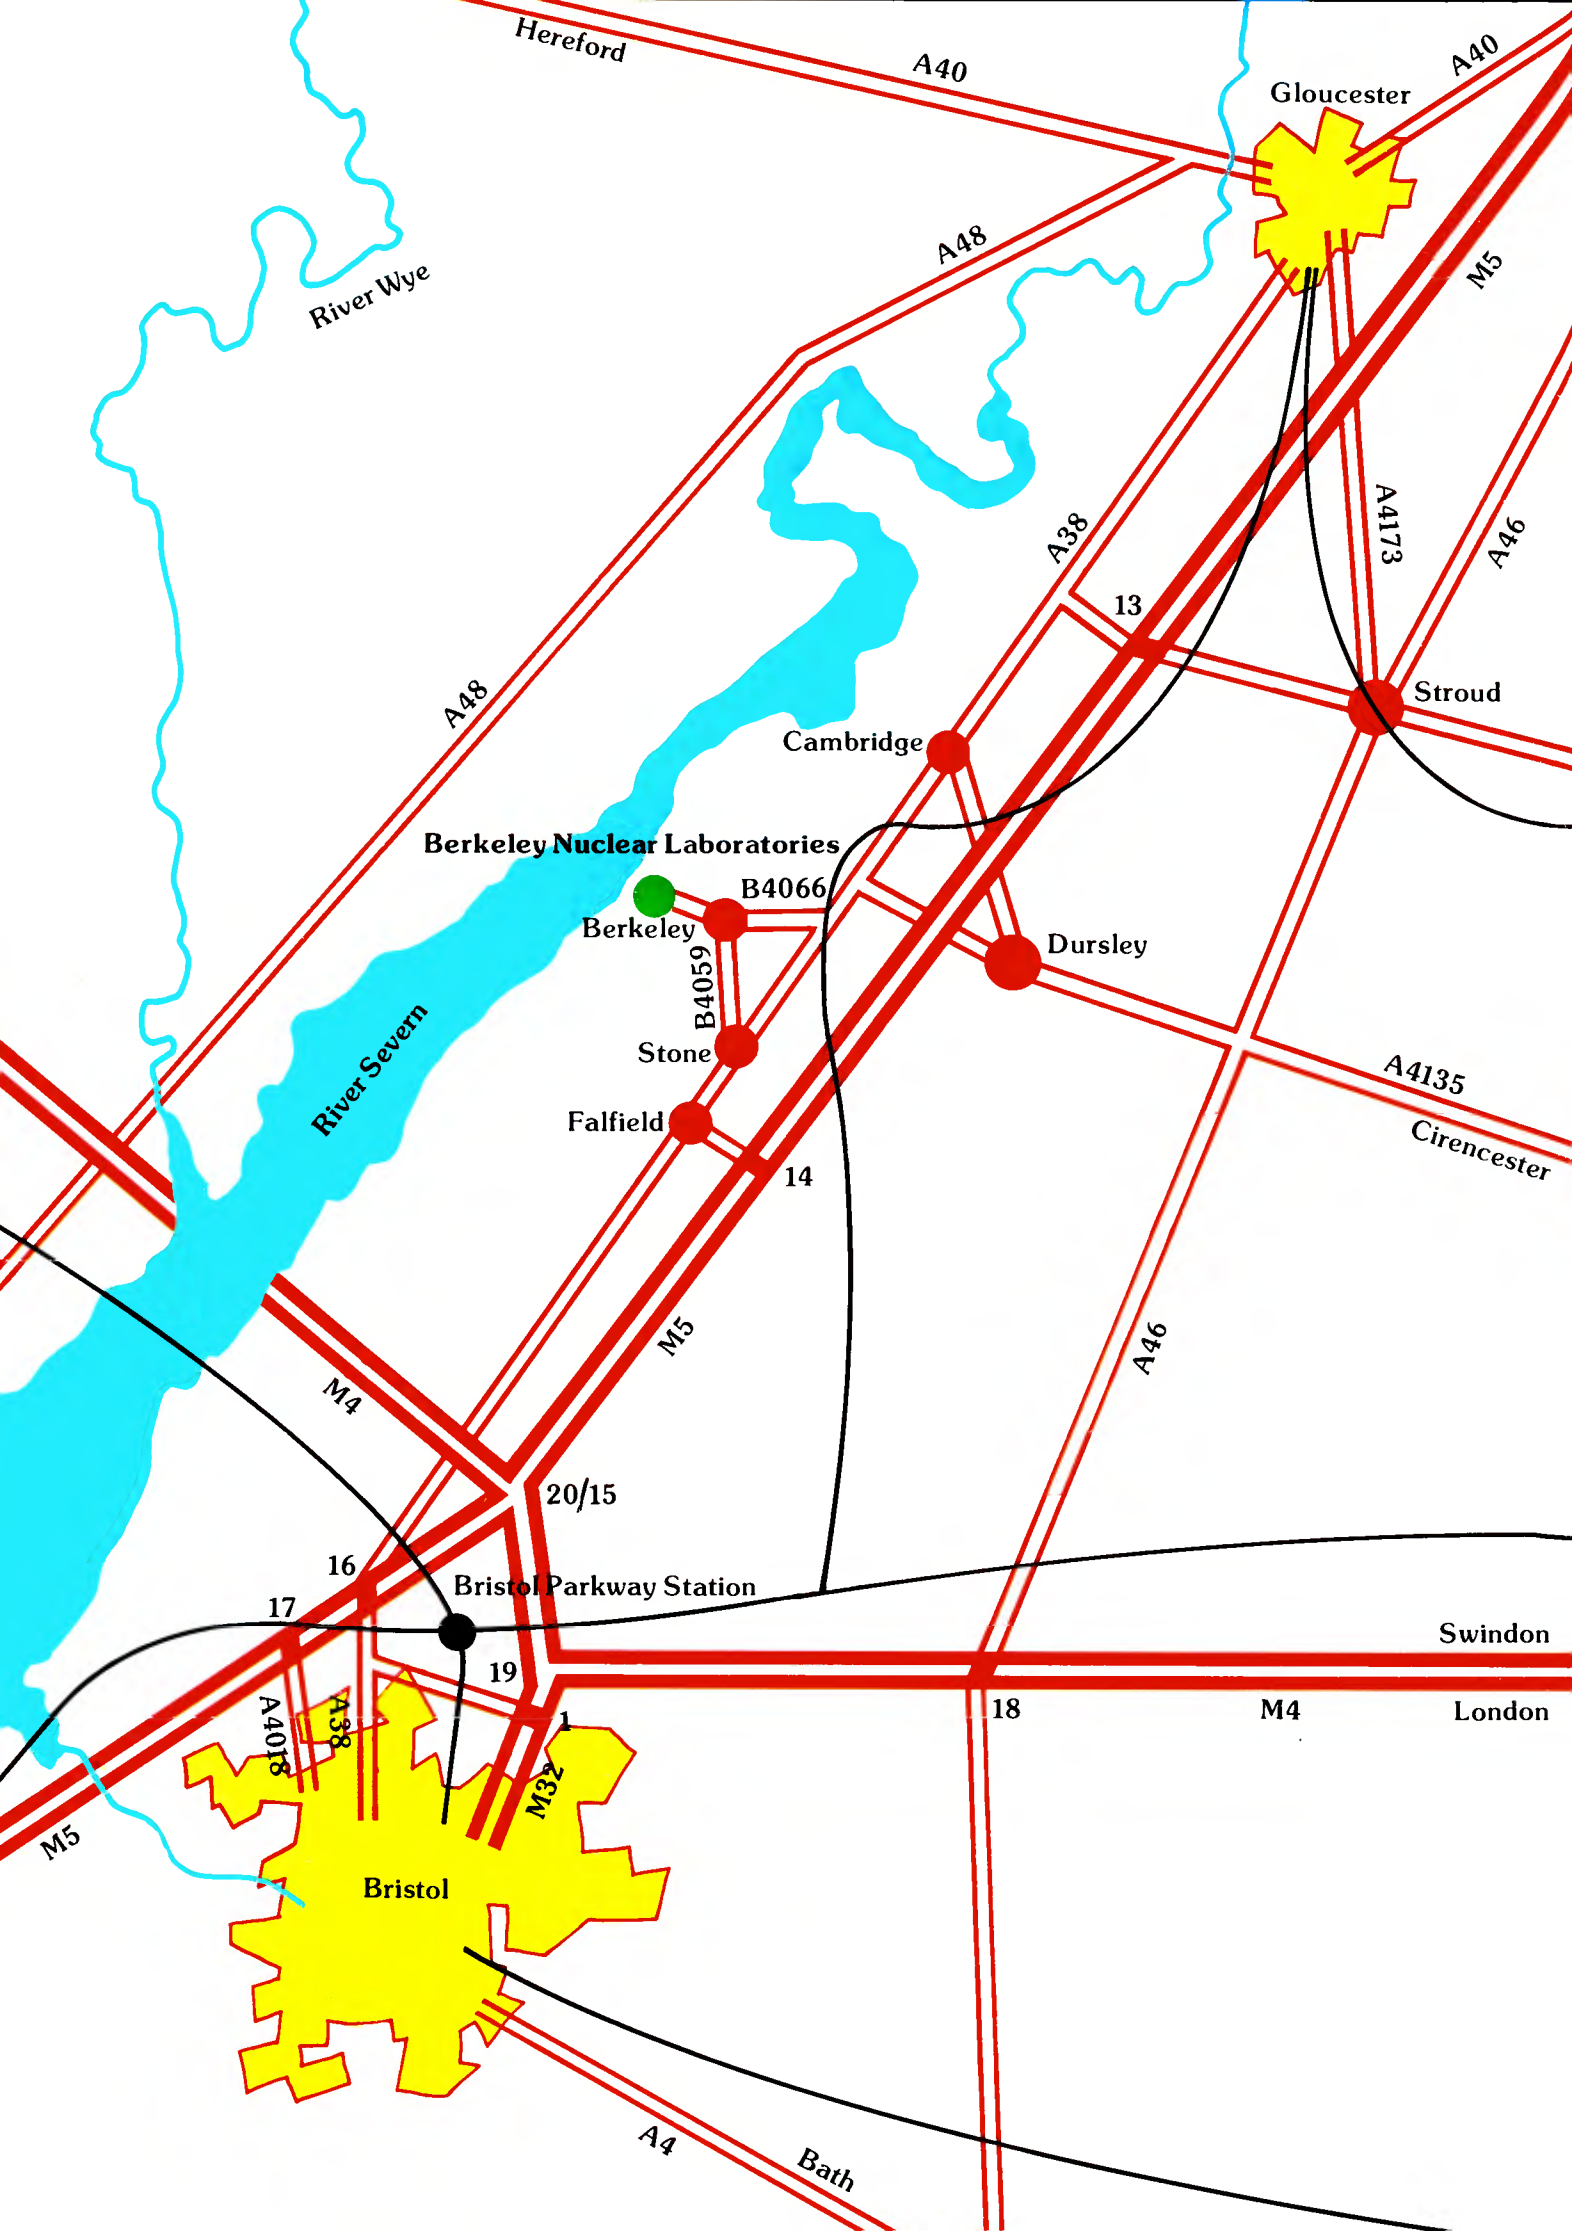 Hereford
A40
A40
Gloucester
River Wye
A48
M5
A38
A4173
A46
13
A48
Stroud
Cambridge
Berkeley Nuclear Laboratories
B4066
Berkeley
Dursley
B4059
River Severn
Stone
A4135
Falfield
Cirencester
14
M5
A46
M4
20/15
16
Bristol Parkway Station
17
Swindon
19
A4018
A38
1
18
M4
London
M32
M5
Bristol
A4
Bath